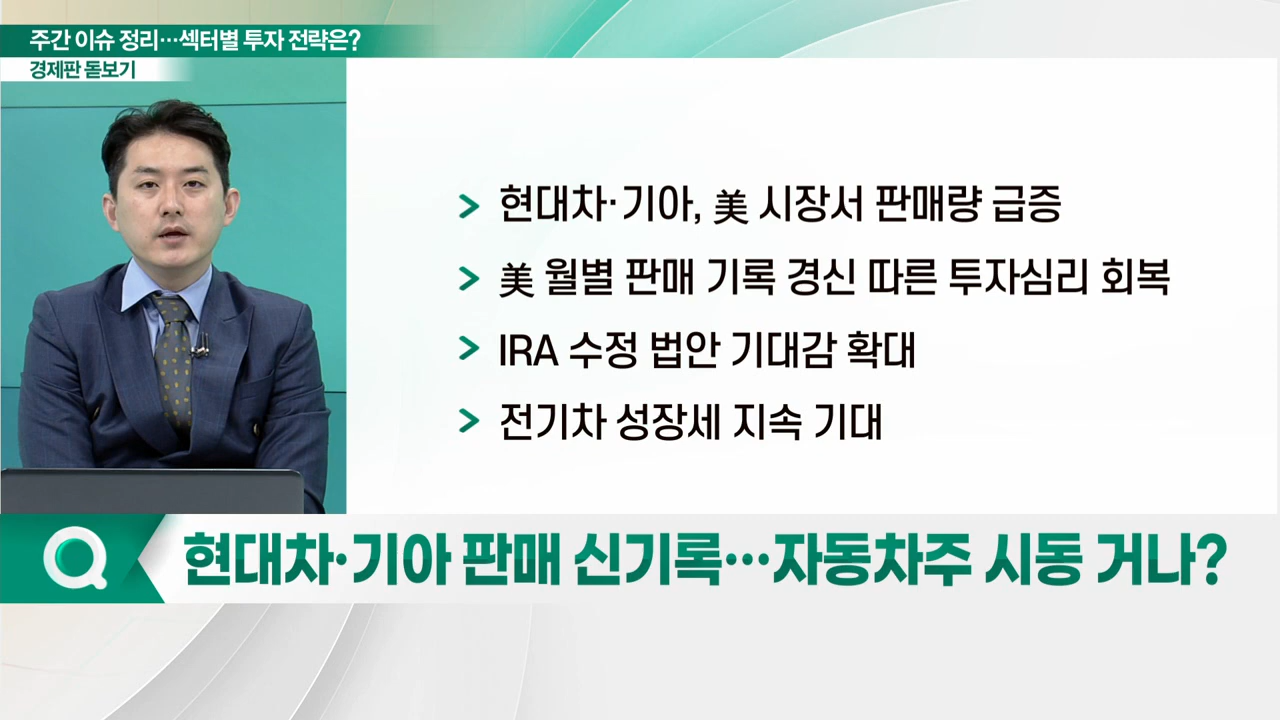 주간 이슈 정리…섹터별 투자 전략은?
경제판 돋보기
> 현대차·기아, 美 시장서 판매량 급증
> 美 월별 판매 기록 경신 따른 투자심리 회복
> IRA 수정 법안 기대감 확대
> 전기차 성장세 지속 기대
Q 현대차·기아 판매 신기록…자동차주 시동 거나?